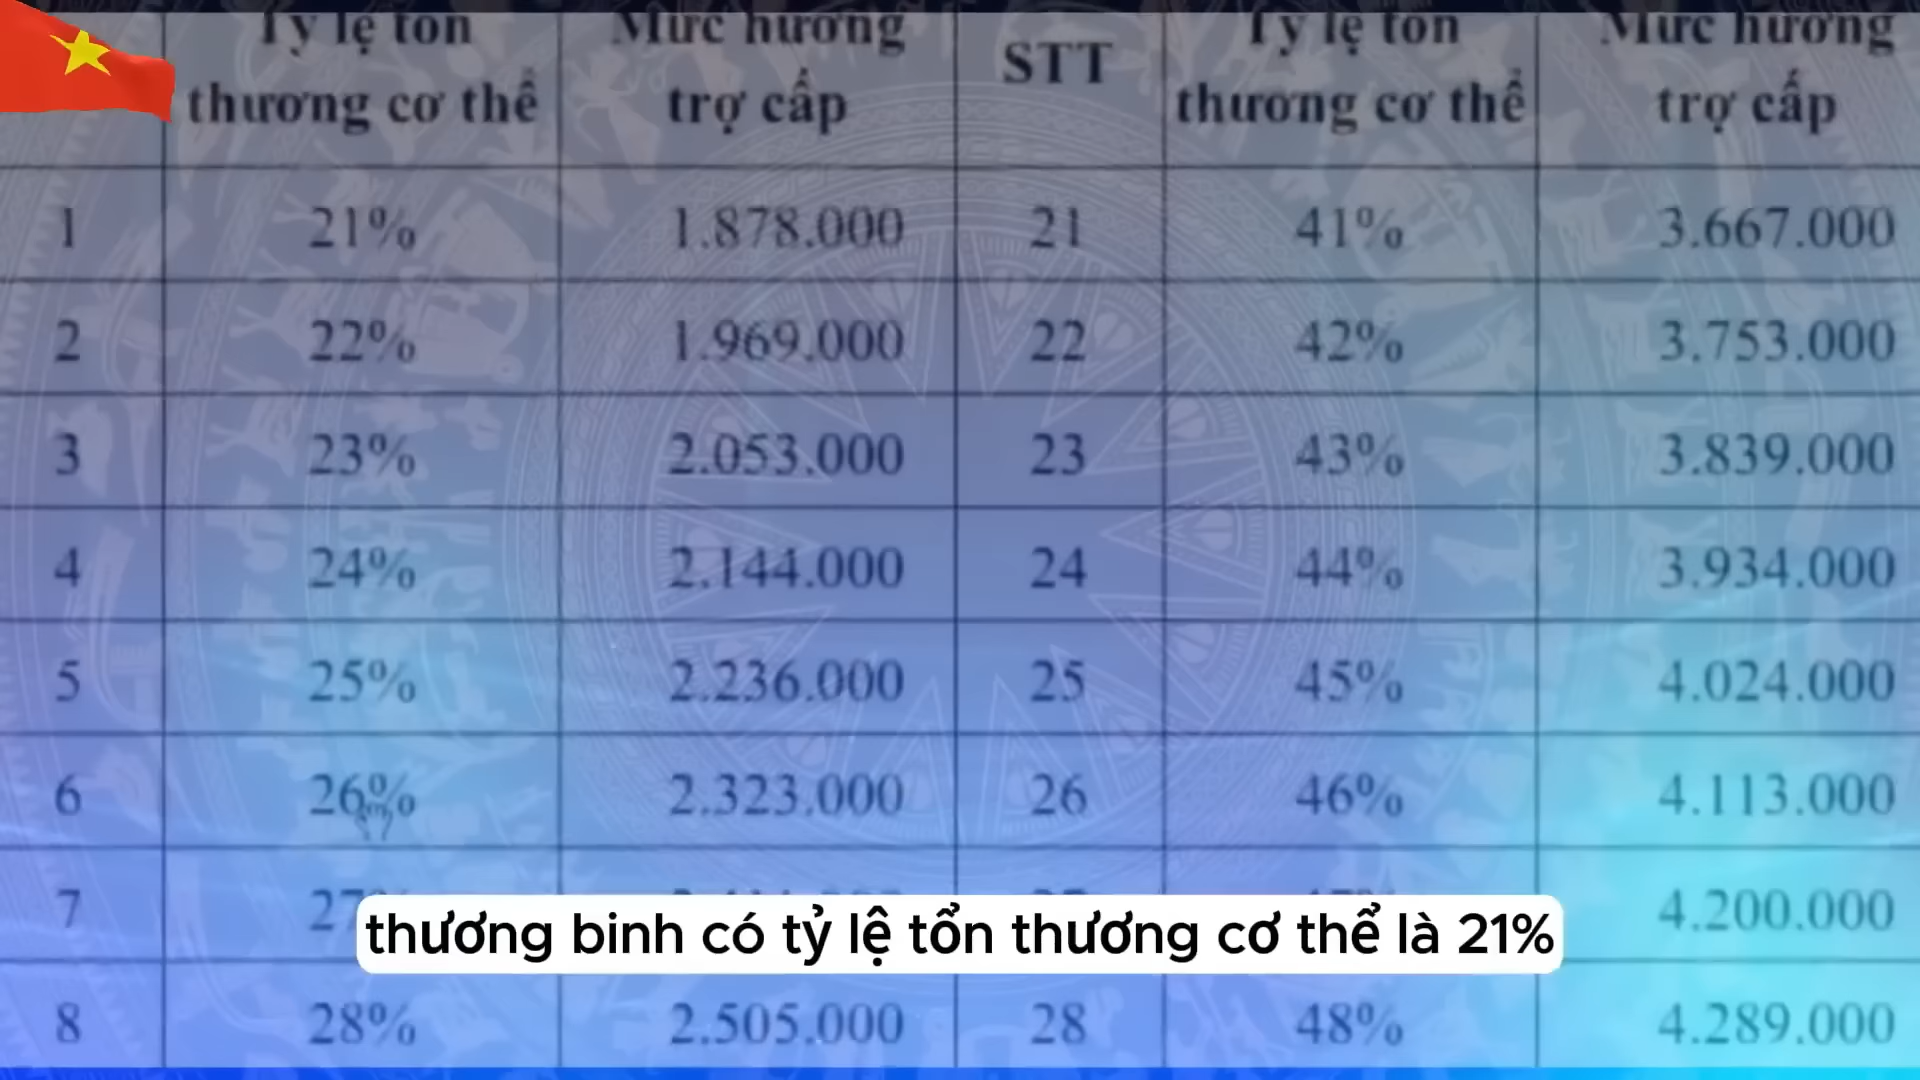 Tỷ lệ tổn thương cơ thể Mức hưởng trợ cấp STT Tỷ lệ tổn thương cơ thể Mức hưởng trợ cấp
1 21% 1.878.000 21 41% 3.667.000
2 22% 1.969.000 22 42% 3.753.000
3 23% 2.053.000 23 43% 3.839.000
4 24% 2.144.000 24 44% 3.934.000
5 25% 2.236.000 25 45% 4.024.000
6 26% 2.323.000 26 46% 4.113.000
7 4.200.000
thương binh có tỷ lệ tổn thương cơ thể là 21%
8 28% 2.505.000 28 48% 4.289.000